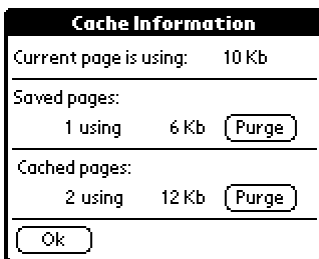 Cache Information
Current page is using: 10 Kb
Saved pages:
1 using 6 Kb Purge
Cached pages:
2 using 12 Kb Purge
Ok